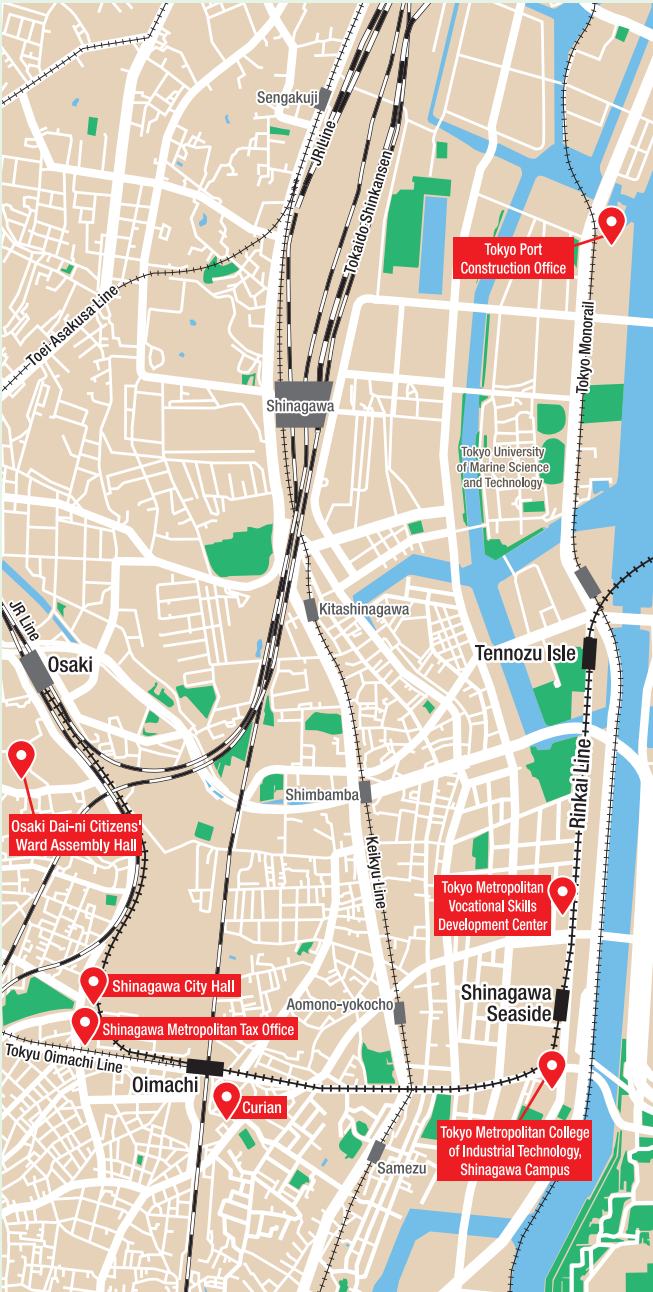 Sengakuji
JR Line
Tokaido Shinkansen
Tokyo Port
Construction Office
Toei Asakusa Line
Tokyo Monorail
Shinagawa
Tokyo University
of Marine Science
and Technology
Kitashinagawa
JR Line
Osaki
Tennozu Isle
Rinkai Line
Shimbamba
Osaki Dai-ni Citizens'
Ward Assembly Hall
Keikyu Line
Tokyo Metropolitan
Vocational Skills
Development Center
Shinagawa City Hall
Shinagawa
Seaside
Aomono-yokocho
Shinagawa Metropolitan Tax Office
Tokyu Oimachi Line
Oimachi
Curian
Tokyo Metropolitan College
of Industrial Technology,
Shinagawa Campus
Samezu